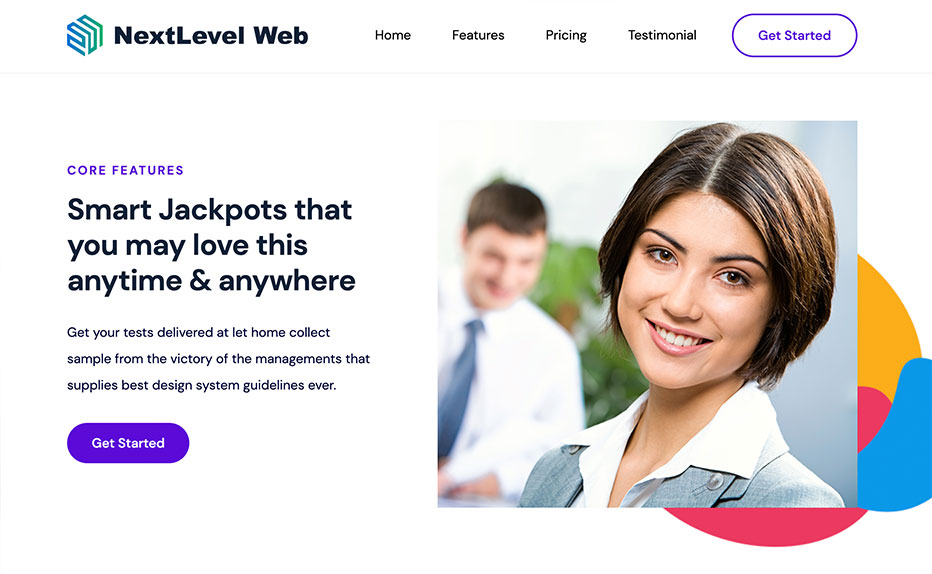 NextLevel Web
Home
Features
Pricing
Testimonial
Get Started
CORE FEATURES
Smart Jackpots that
you may love this
anytime & anywhere
Get your tests delivered at let home collect
sample from the victory of the managements that
supplies best design system guidelines ever.
Get Started